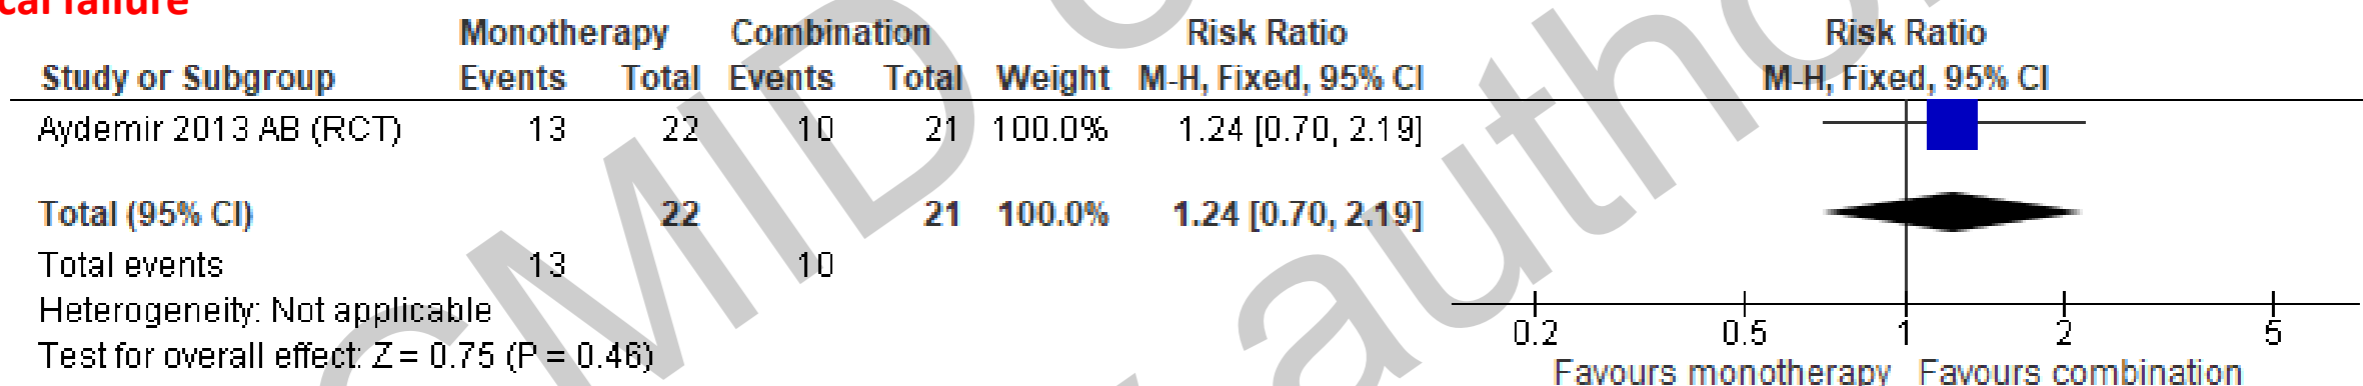 failure
Monotherapy Combination Risk Ratio Risk Ratio
Study or Subgroup Events Total Events Total Weight M-H, Fixed, 95% CI M-H, Fixed, 95% CI
Aydemir 2013 AB (RCT) 13 22 10 21 100.0% 1.24 [0.70, 2.19]
Total (95% CI) 22 21 100.0% 1.24 [0.70, 2.19]
Total events 13 10
Heterogeneity: Not applicable
Test for overall effect: Z = 0.75 (P = 0.46)
0.2 0.5 1 2 5
Favours monotherapy Favours combination